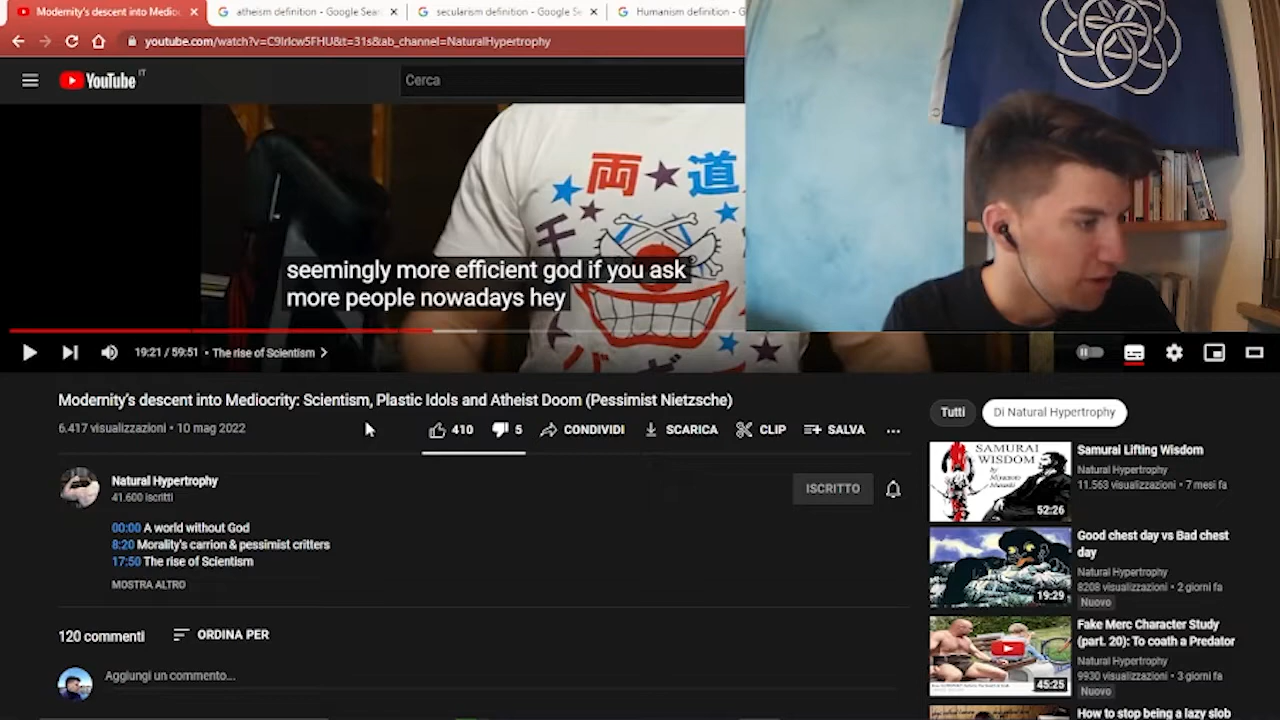 Modernity's descent into Medioc
atheism definition - Google Sear
secularism definition - Google Se
Humanism definition - G
youtube.com/watch?v=C9lrlcw5FHU&t=31s&ab_channel=NaturalHypertrophy
YouTube IT
Cerca
両 ★ 道
seemingly more efficient god if you ask
more people nowadays hey
19:21 / 59:51 • The rise of Scientism
Modernity's descent into Mediocrity: Scientism, Plastic Idols and Atheist Doom (Pessimist Nietzsche)
6.417 visualizzazioni • 10 mag 2022
410
5
CONDIVIDI
SCARICA
CLIP
SALVA
Natural Hypertrophy
41.600 iscritti
ISCRITTO
00:00 A world without God
8:20 Morality's carrion & pessimist critters
17:50 The rise of Scientism
MOSTRA ALTRO
120 commenti
ORDINA PER
Aggiungi un commento...
Tutti
Di Natural Hypertrophy
SAMURAI
WISDOM
by
Miyamoto
Musashi
52:26
Samurai Lifting Wisdom
Natural Hypertrophy
11.563 visualizzazioni • 7 mesi fa
19:29
Good chest day vs Bad chest
day
Natural Hypertrophy
8208 visualizzazioni • 2 giorni fa
Nuovo
45:25
Fake Merc Character Study
(part. 20): To coath a Predator
Natural Hypertrophy
9930 visualizzazioni • 3 giorni fa
Nuovo
How to stop being a lazy slob